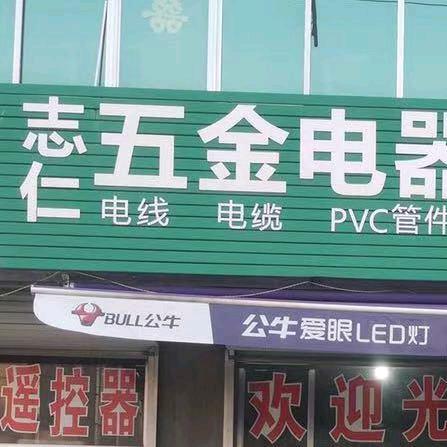 志仁
五金电器
电线 电缆 PVC管件
BULL公牛 公牛爱眼LED灯
遥控器 欢迎光